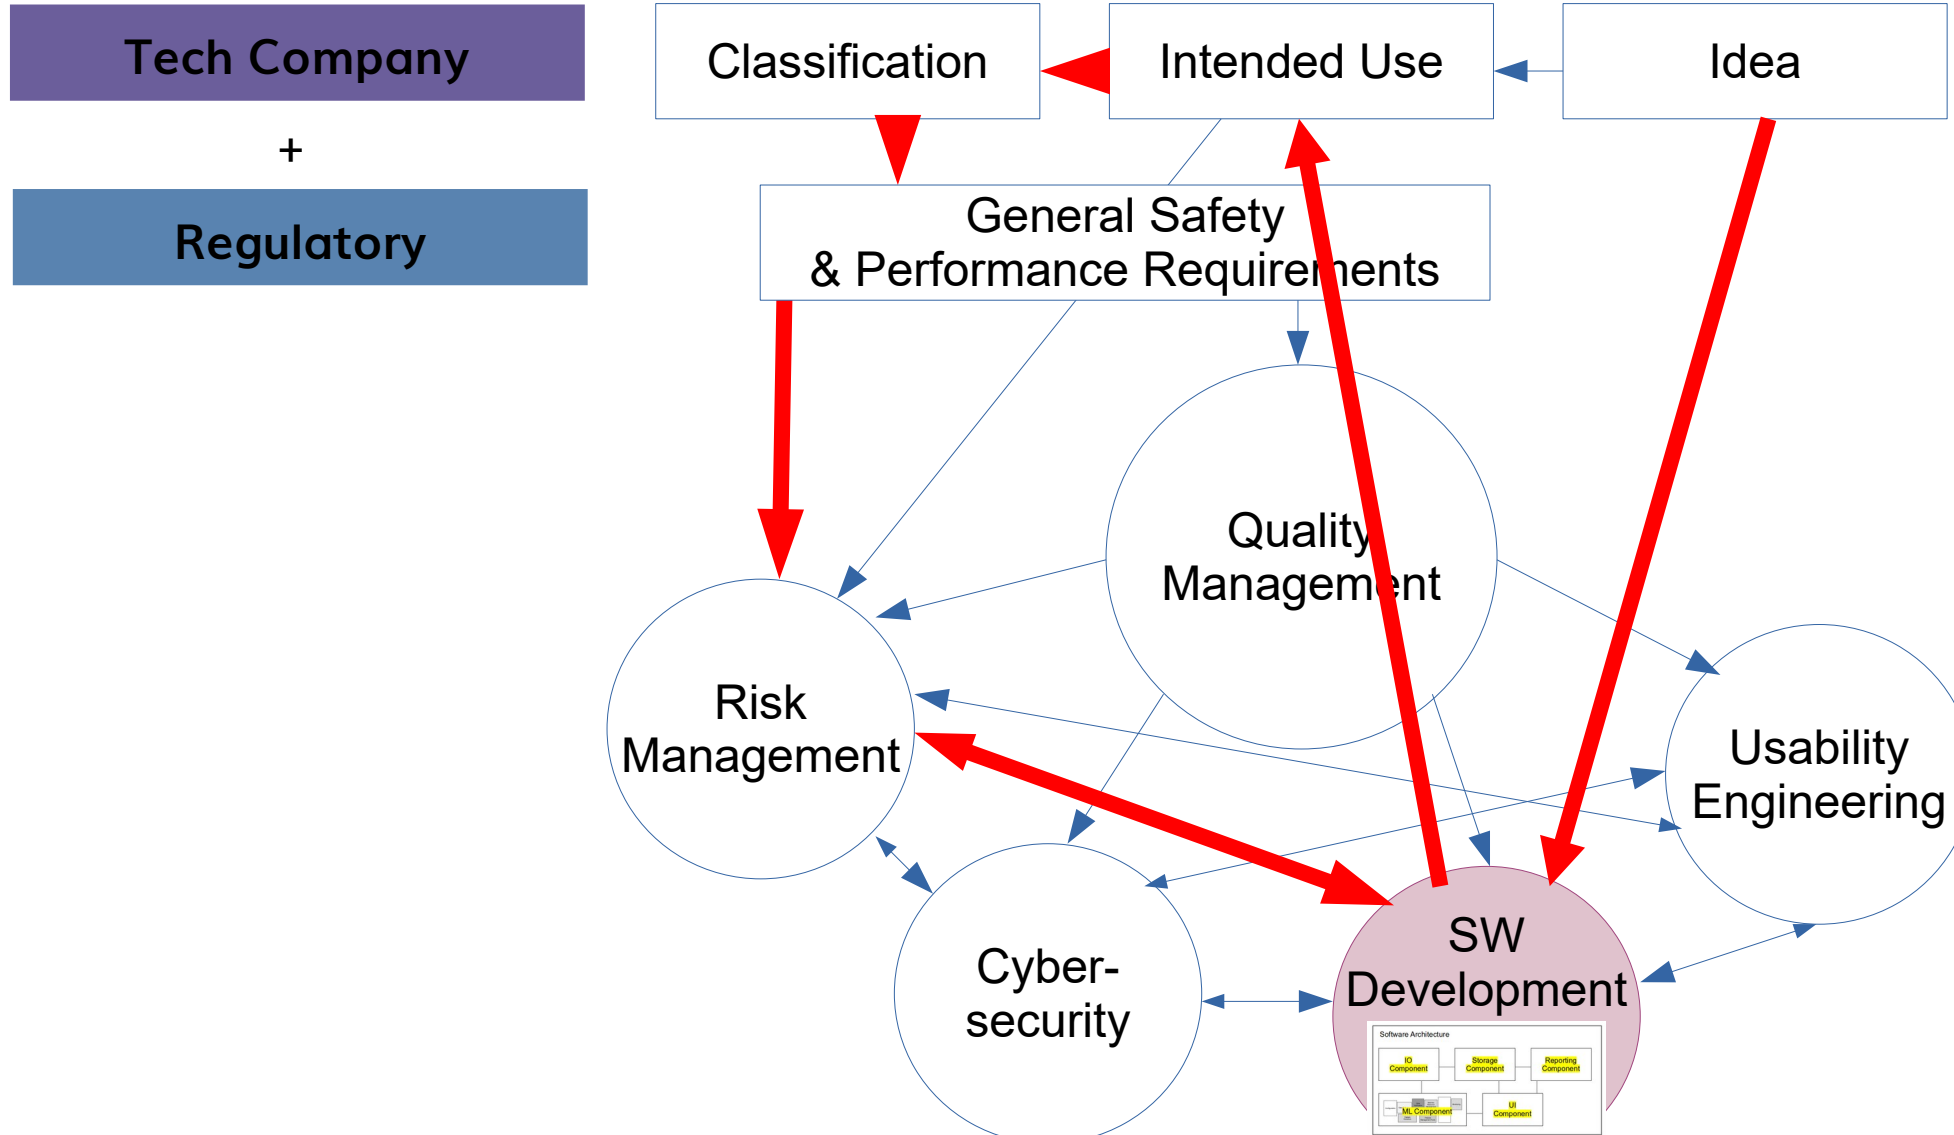 Tech Company
+
Regulatory
Classification
Intended Use
Idea
General Safety
& Performance Requirements
Quality
Management
Risk
Management
Usability
Engineering
Cyber-
security
SW
Development
Software Architecture
IO
Component
Storage
Component
Reporting
Component
ML Component
UI
Component